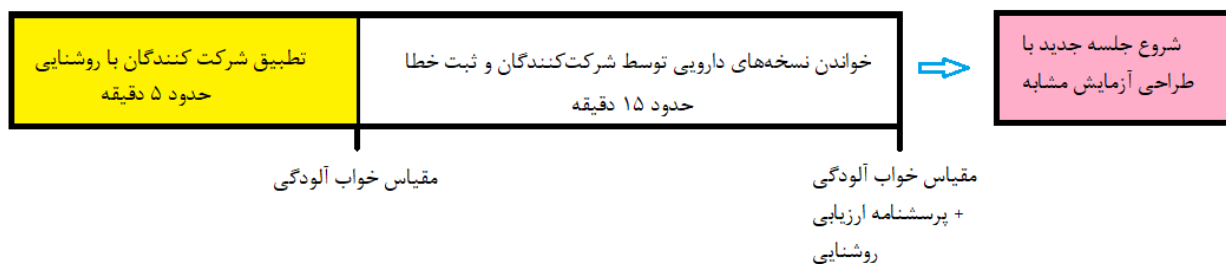 تطبیق شرکت کنندگان با روشنایی
حدود ۵ دقیقه
خواندن نسخه‌های دارویی توسط شرکت‌کنندگان و ثبت خطا
حدود ۱۵ دقیقه
شروع جلسه جدید با
طراحی آزمایش مشابه
مقیاس خواب آلودگی
مقیاس خواب آلودگی
+ پرسشنامه ارزیابی
روشنایی